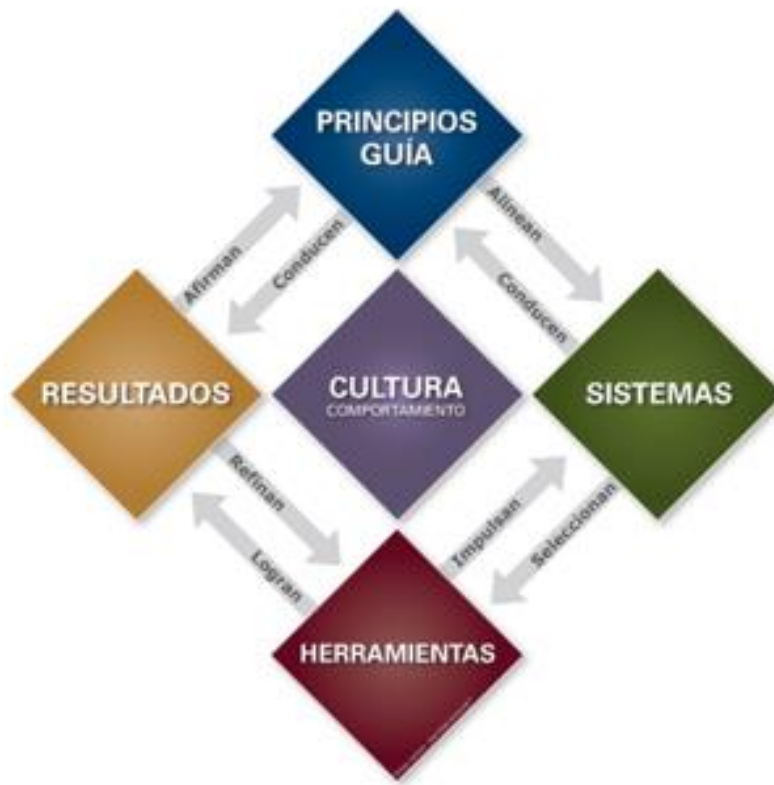 PRINCIPIOS
GUÍA
Afirman
Conducen
Alinean
Conducen
RESULTADOS
CULTURA
COMPORTAMIENTO
SISTEMAS
Refinan
Logran
Impulsan
Seleccionan
HERRAMIENTAS